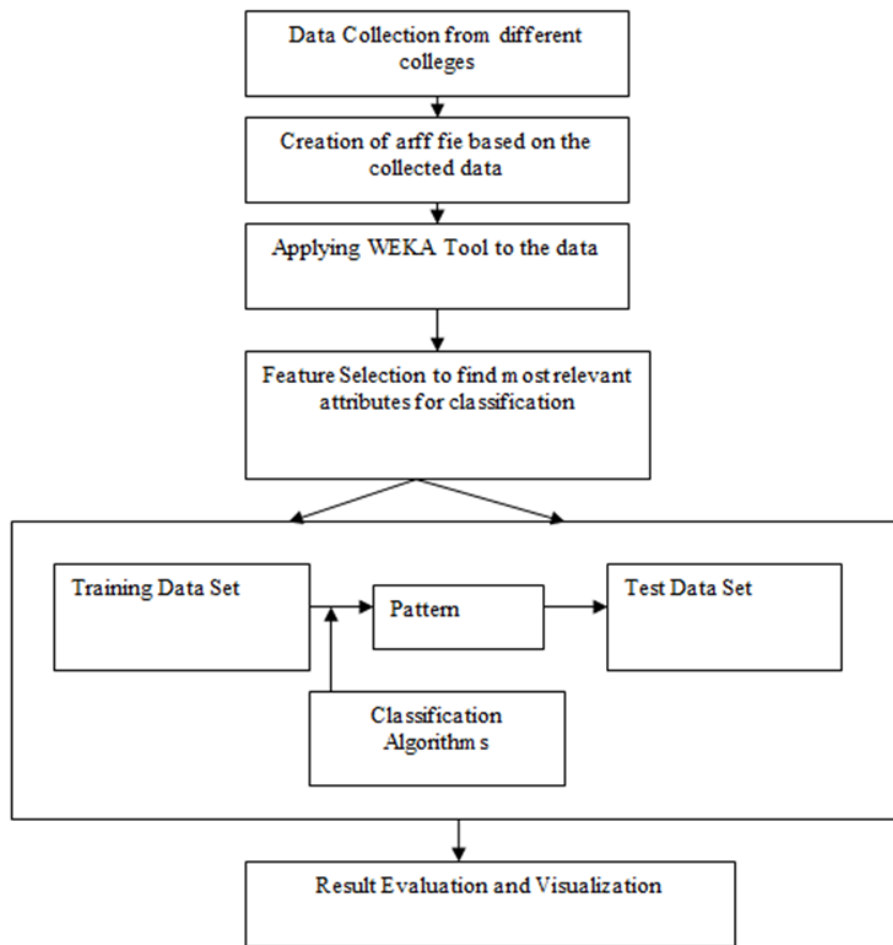 Data Collection from different
colleges
Creation of arff fie based on the
collected data
Applying WEKA Tool to the data
Feature Selection to find most relevant
attributes for classification
Training Data Set
Pattern
Test Data Set
Classification
Algorithms
Result Evaluation and Visualization